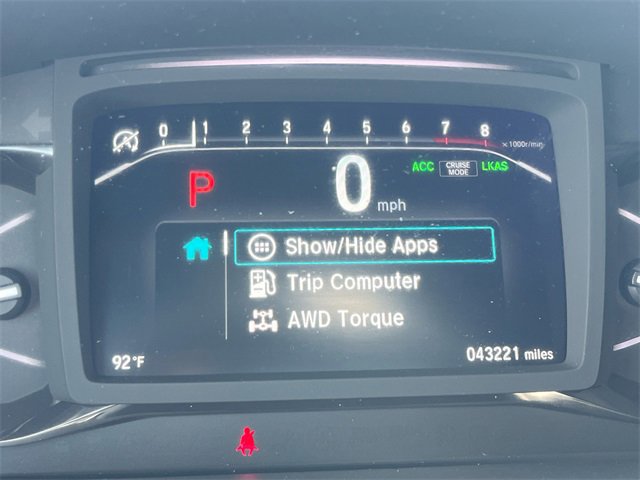 0 1 2 3 4 5 6 7 8 x1000r/min
P 0 mph ACC CRUISE MODE LKAS
Show/Hide Apps
Trip Computer
AWD Torque
92°F 043221 miles